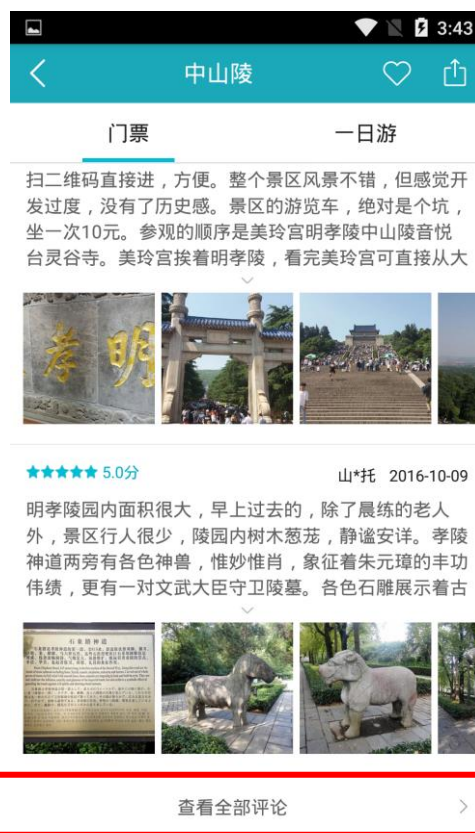 3:43
中山陵
门票 一日游
扫二维码直接进，方便。整个景区风景不错，但感觉开
发过度，没有了历史感。景区的游览车，绝对是个坑，
坐一次10元。参观的顺序是美玲宫明孝陵中山陵音悦
台灵谷寺。美玲宫挨着明孝陵，看完美玲宫可直接从大
孝 明
★★★★★ 5.0分 山*托 2016-10-09
明孝陵园内面积很大，早上过去的，除了晨练的老人
外，景区行人很少，陵园内树木葱茏，静谧安详。孝陵
神道两旁有各色神兽，惟妙惟肖，象征着朱元璋的丰功
伟绩，更有一对文武大臣守卫陵墓。各色石雕展示着古
石象路神道
查看全部评论